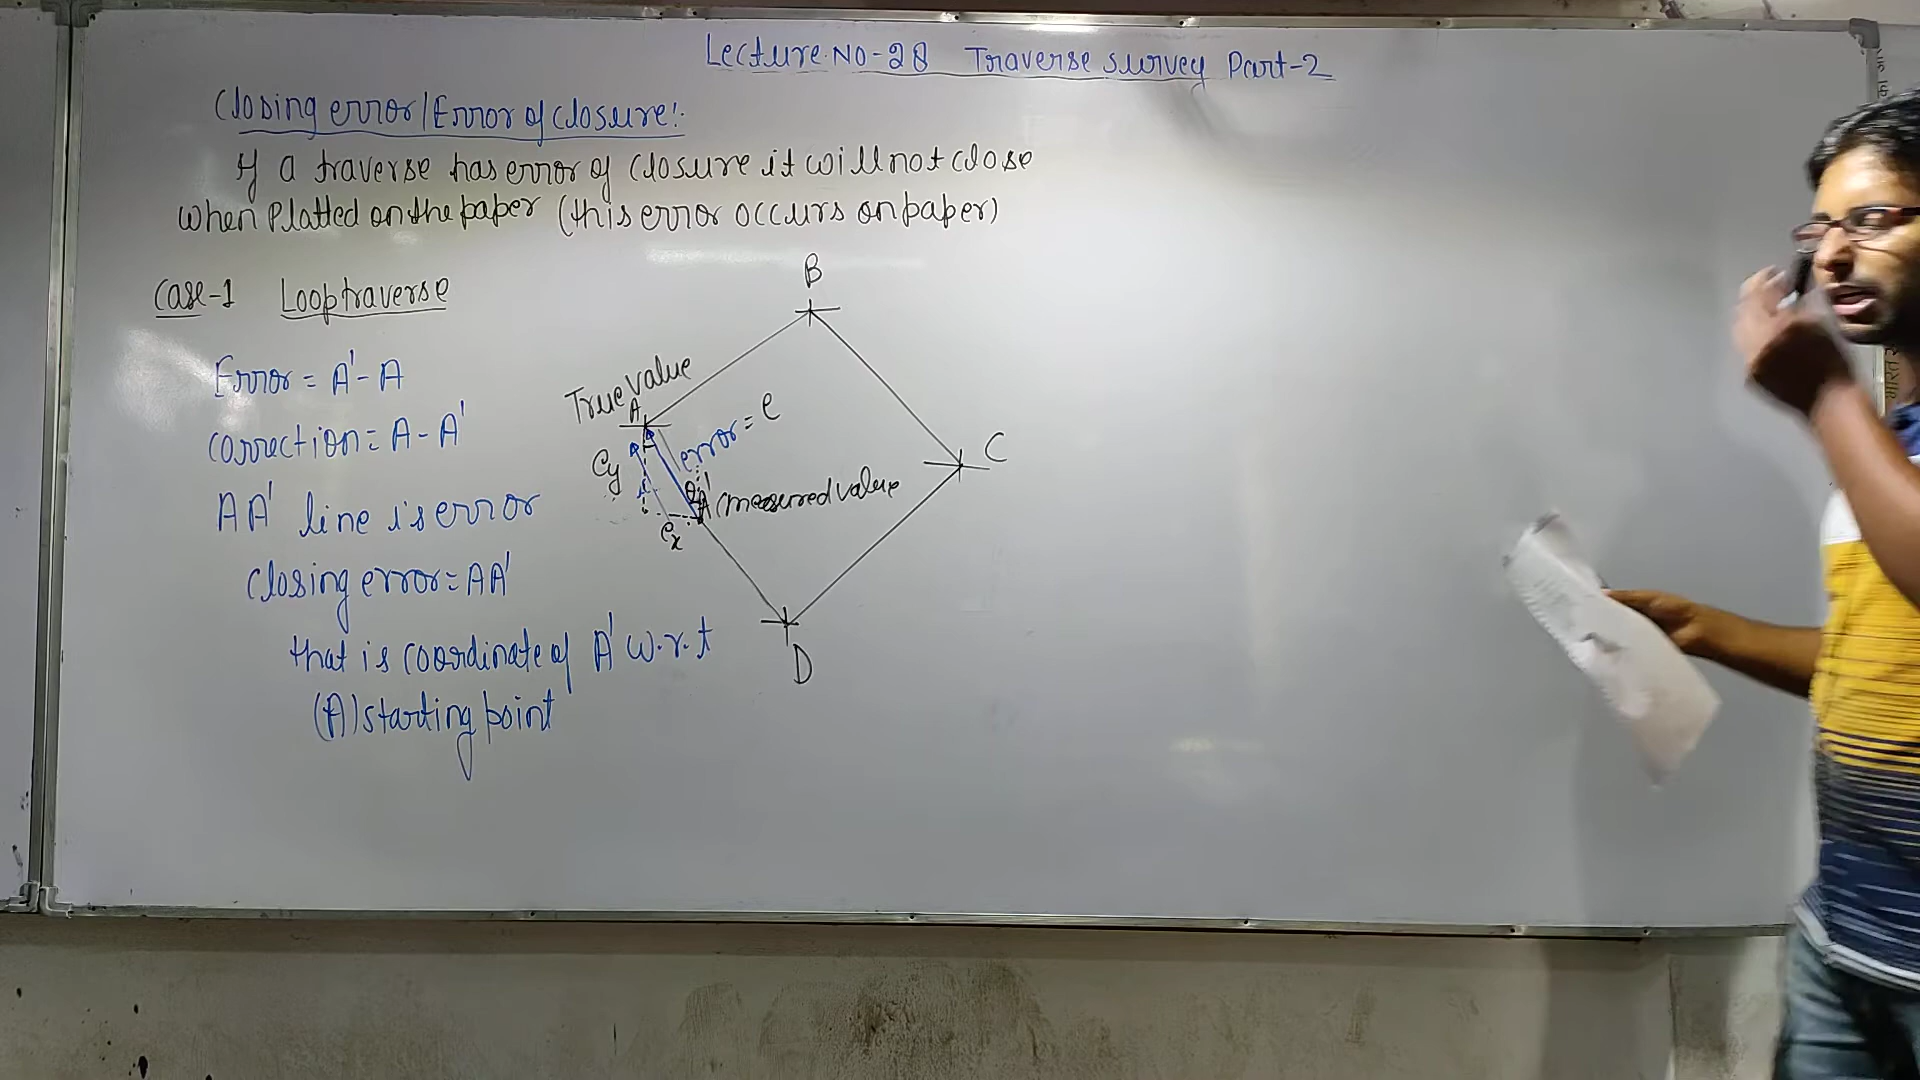 Lecture No-28 Traverse survey Part-2
Closing error/Error of closure:-
If a traverse has error of closure it will not close
when Platted on the paper (this error occurs on paper)
Case-1 Loop traverse
Error = A' - A
Correction = A - A'
AA' line is error
Closing error = AA'
that is coordinate of A' w.r.t
(A) starting point
B
True value
A
error = e
C
ey
A' (measured value
ex
D